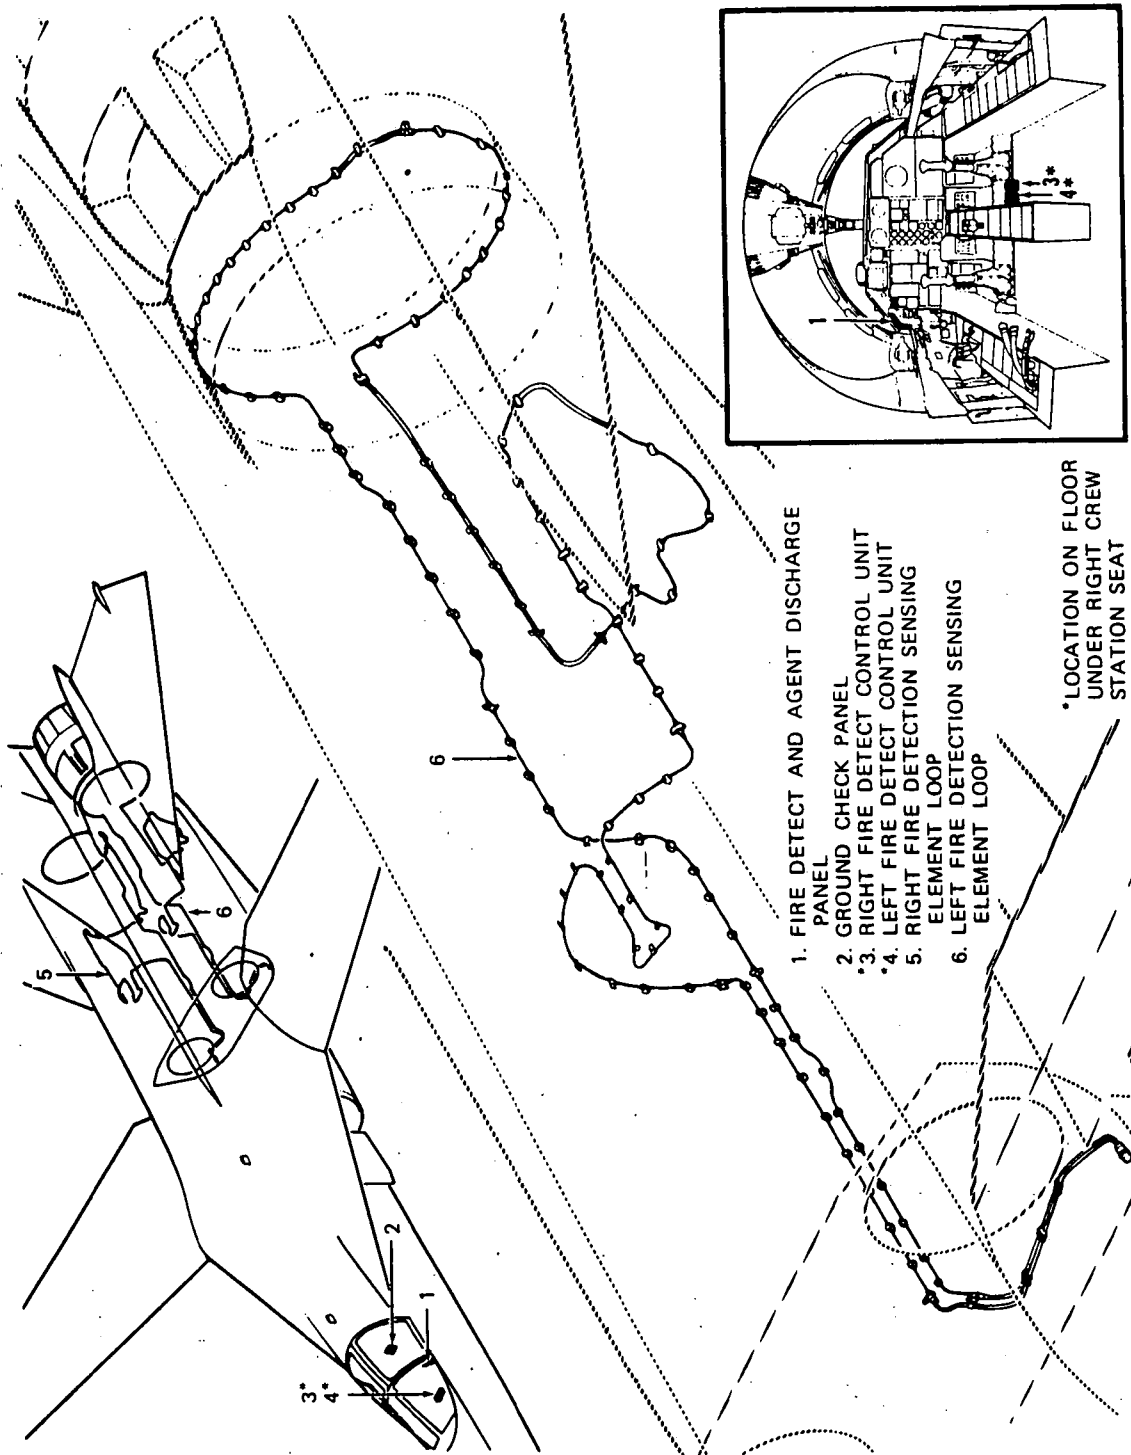 5
6
2
1
3*
4*
6
1
3*
4*
1. FIRE DETECT AND AGENT DISCHARGE
PANEL
2. GROUND CHECK PANEL
*3. RIGHT FIRE DETECT CONTROL UNIT
*4. LEFT FIRE DETECT CONTROL UNIT
5. RIGHT FIRE DETECTION SENSING
ELEMENT LOOP
6. LEFT FIRE DETECTION SENSING
ELEMENT LOOP
*LOCATION ON FLOOR
UNDER RIGHT CREW
STATION SEAT